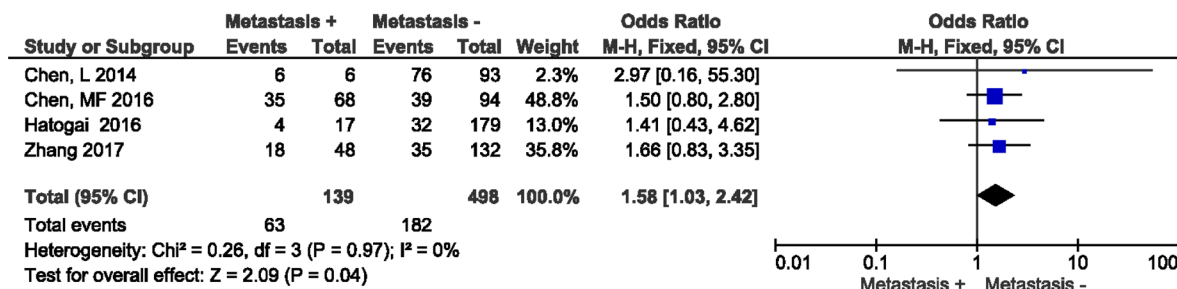 Metastasis + Metastasis - Odds Ratio Odds Ratio
Study or Subgroup Events Total Events Total Weight M-H, Fixed, 95% CI M-H, Fixed, 95% CI
Chen, L 2014 6 6 76 93 2.3% 2.97 [0.16, 55.30]
Chen, MF 2016 35 68 39 94 48.8% 1.50 [0.80, 2.80]
Hatogai 2016 4 17 32 179 13.0% 1.41 [0.43, 4.62]
Zhang 2017 18 48 35 132 35.8% 1.66 [0.83, 3.35]
Total (95% CI) 139 498 100.0% 1.58 [1.03, 2.42]
Total events 63 182
Heterogeneity: Chi² = 0.26, df = 3 (P = 0.97); I² = 0%
Test for overall effect: Z = 2.09 (P = 0.04)
0.01 0.1 1 10 100
Metastasis + Metastasis -